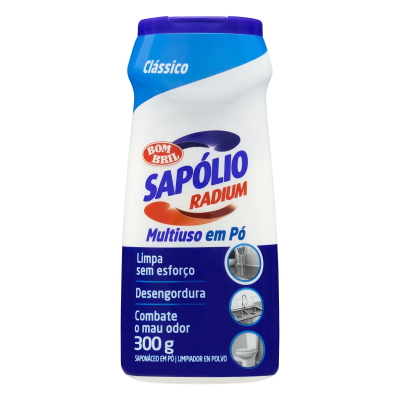 Clássico
BOM
BRIL
SAPÓLIO
RADIUM
Multiuso em Pó
Limpa
sem esforço
Desengordura
Combate
o mau odor
300 g
SAPONÁCEO EM PÓ | LIMPIADOR EN POLVO